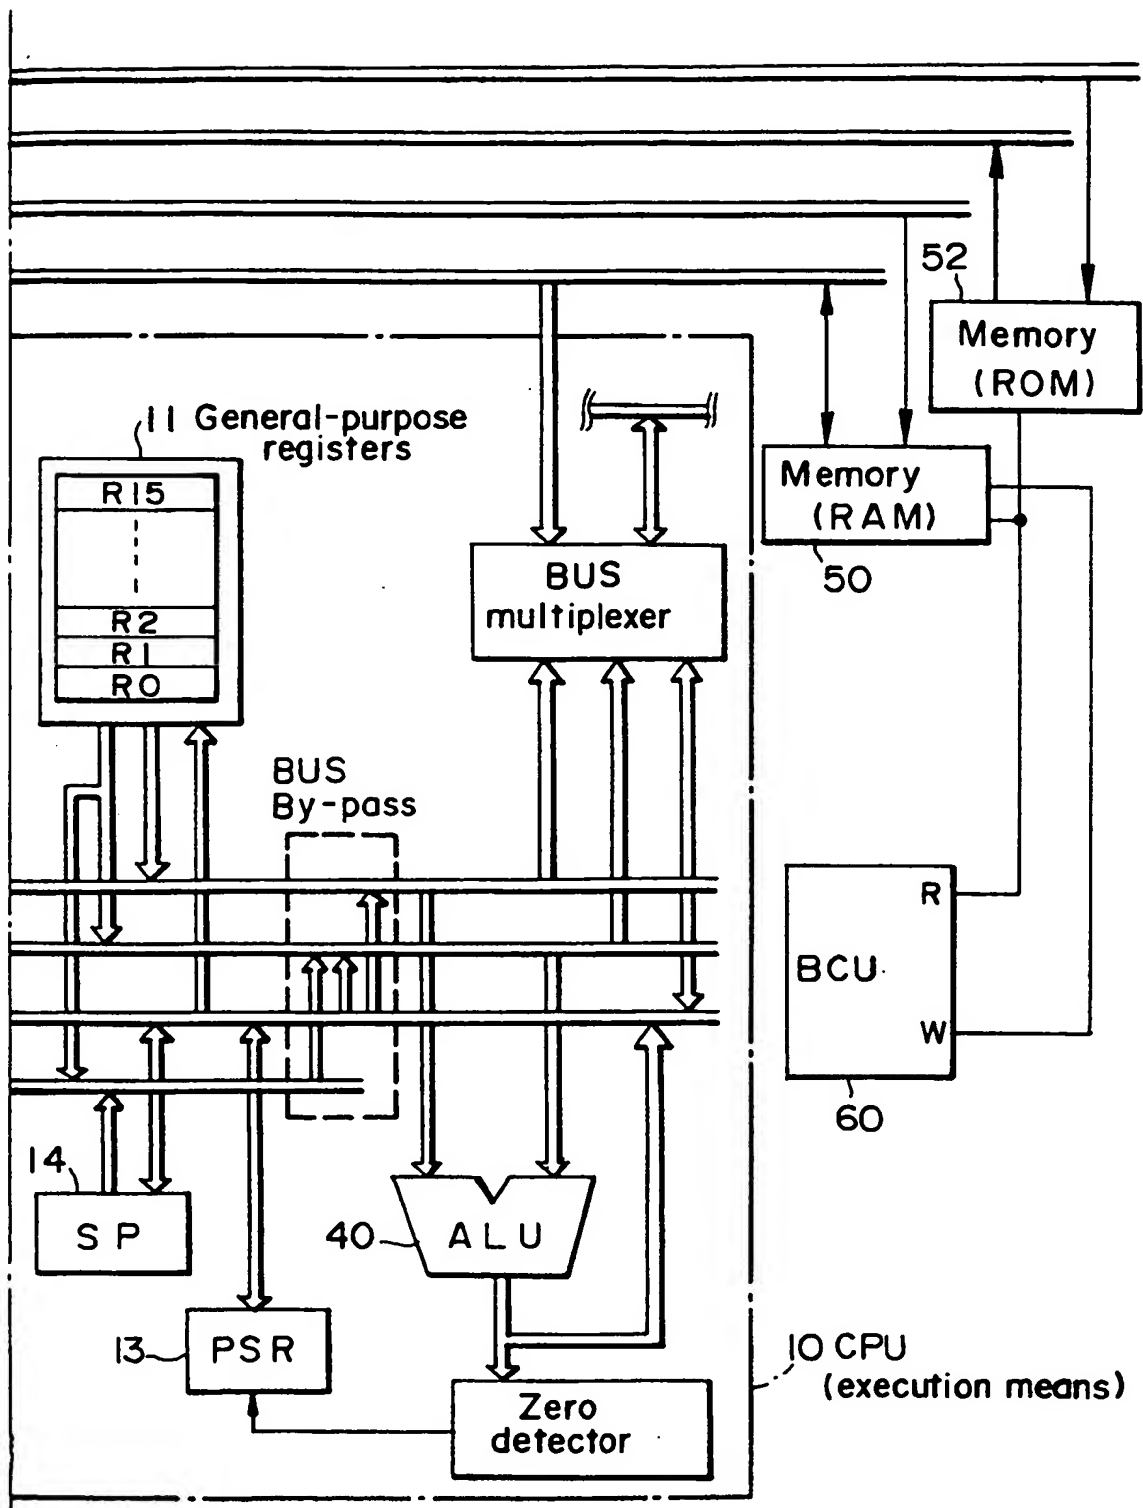 52
Memory
(ROM)
11 General-purpose
registers
R15
R2
R1
R0
Memory
(RAM)
50
BUS
multiplexer
BUS
By-pass
R
BCU
W
60
14
SP
40
ALU
13
PSR
10 CPU
(execution means)
Zero
detector